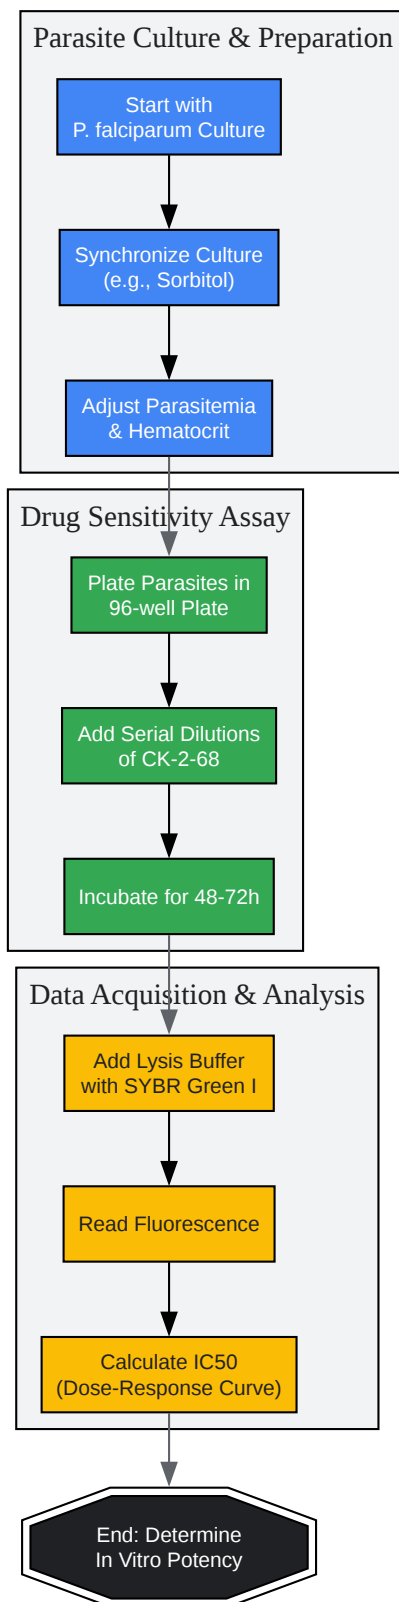 Parasite Culture & Preparation
Start with
P. falciparum Culture
Synchronize Culture
(e.g., Sorbitol)
Adjust Parasitemia
& Hematocrit
Drug Sensitivity Assay
Plate Parasites in
96-well Plate
Add Serial Dilutions
of CK-2-68
Incubate for 48-72h
Data Acquisition & Analysis
Add Lysis Buffer
with SYBR Green I
Read Fluorescence
Calculate IC50
(Dose-Response Curve)
End: Determine
In Vitro Potency